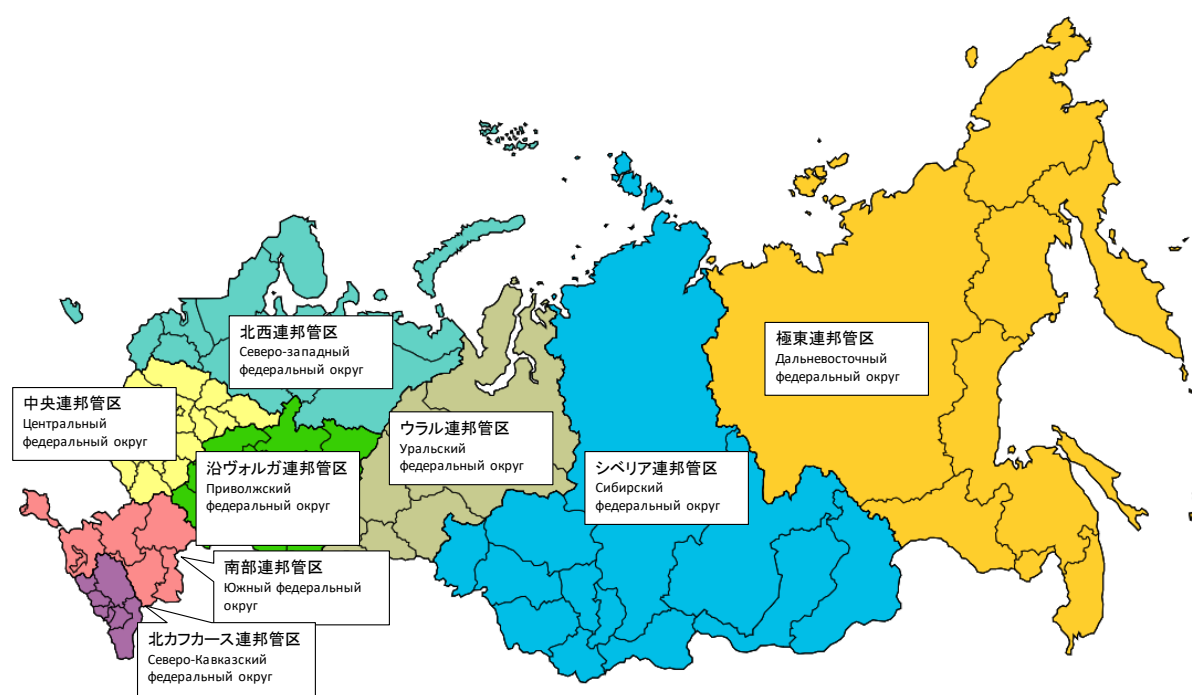 北西連邦管区
Северо-западный
федеральный округ
極東連邦管区
Дальневосточный
федеральный округ
中央連邦管区
Центральный
федеральный округ
ウラル連邦管区
Уральский
федеральный округ
沿ヴォルガ連邦管区
Приволжский
федеральный округ
シベリア連邦管区
Сибирский
федеральный округ
南部連邦管区
Южный федеральный
округ
北カフカース連邦管区
Северо-Кавказский
федеральный округ